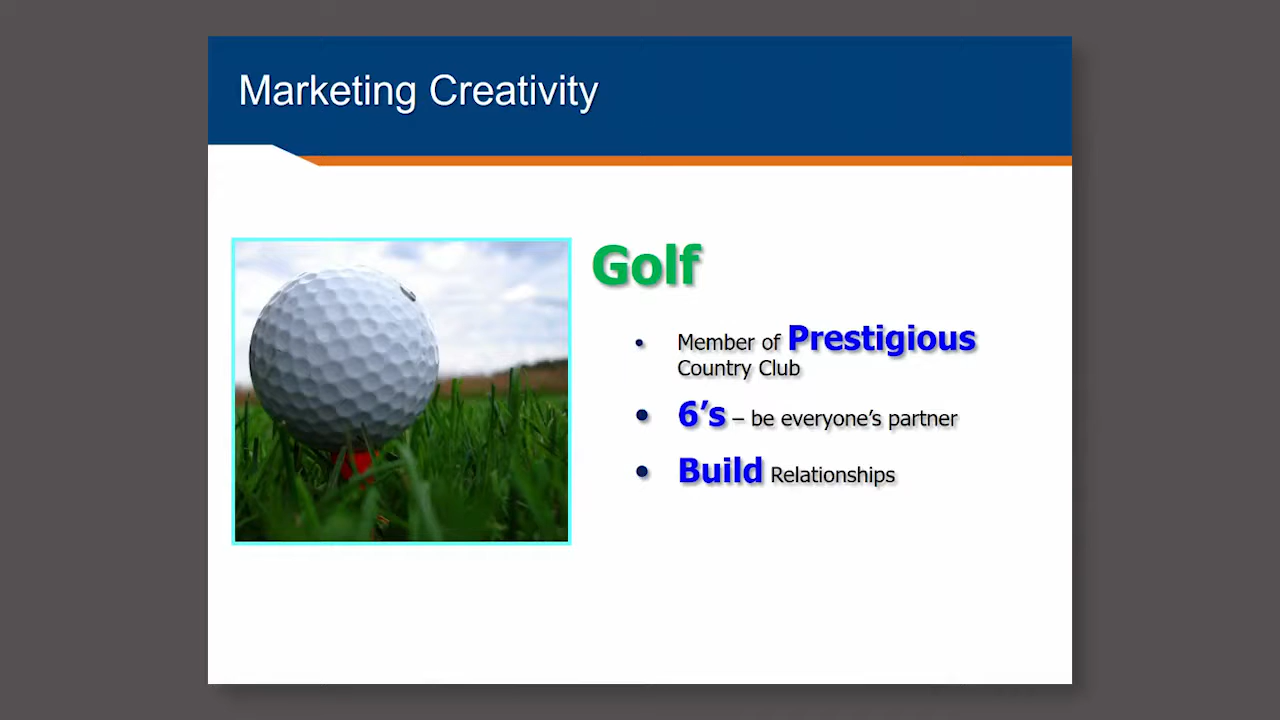 Marketing Creativity
Golf
• Member of Prestigious
Country Club
• 6’s – be everyone’s partner
• Build Relationships